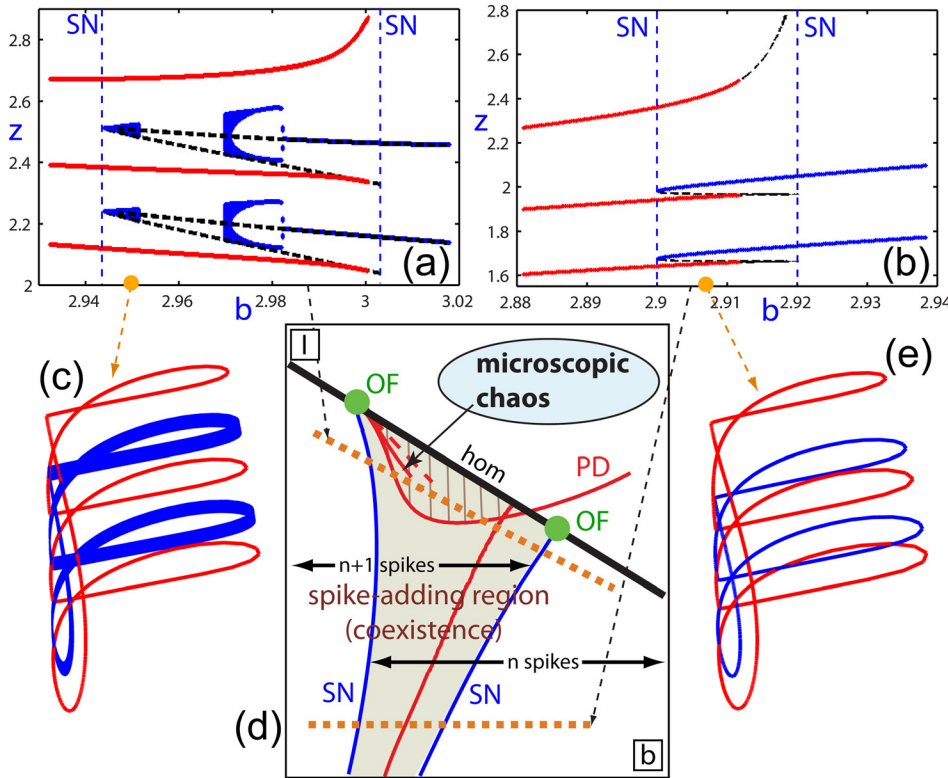 SN
SN
2.8
2.6
z
2.4
2.2
2
(a)
2.94
2.96
2.98
3
3.02
b
SN
SN
2.8
2.6
2.4
z
2.2
2
1.8
1.6
(b)
2.88
2.89
2.9
2.91
2.92
2.93
2.94
b
(c)
(e)
I
OF
microscopic
chaos
hom
PD
OF
n+1 spikes
spike-adding region
(coexistence)
n spikes
SN
SN
(d)
b